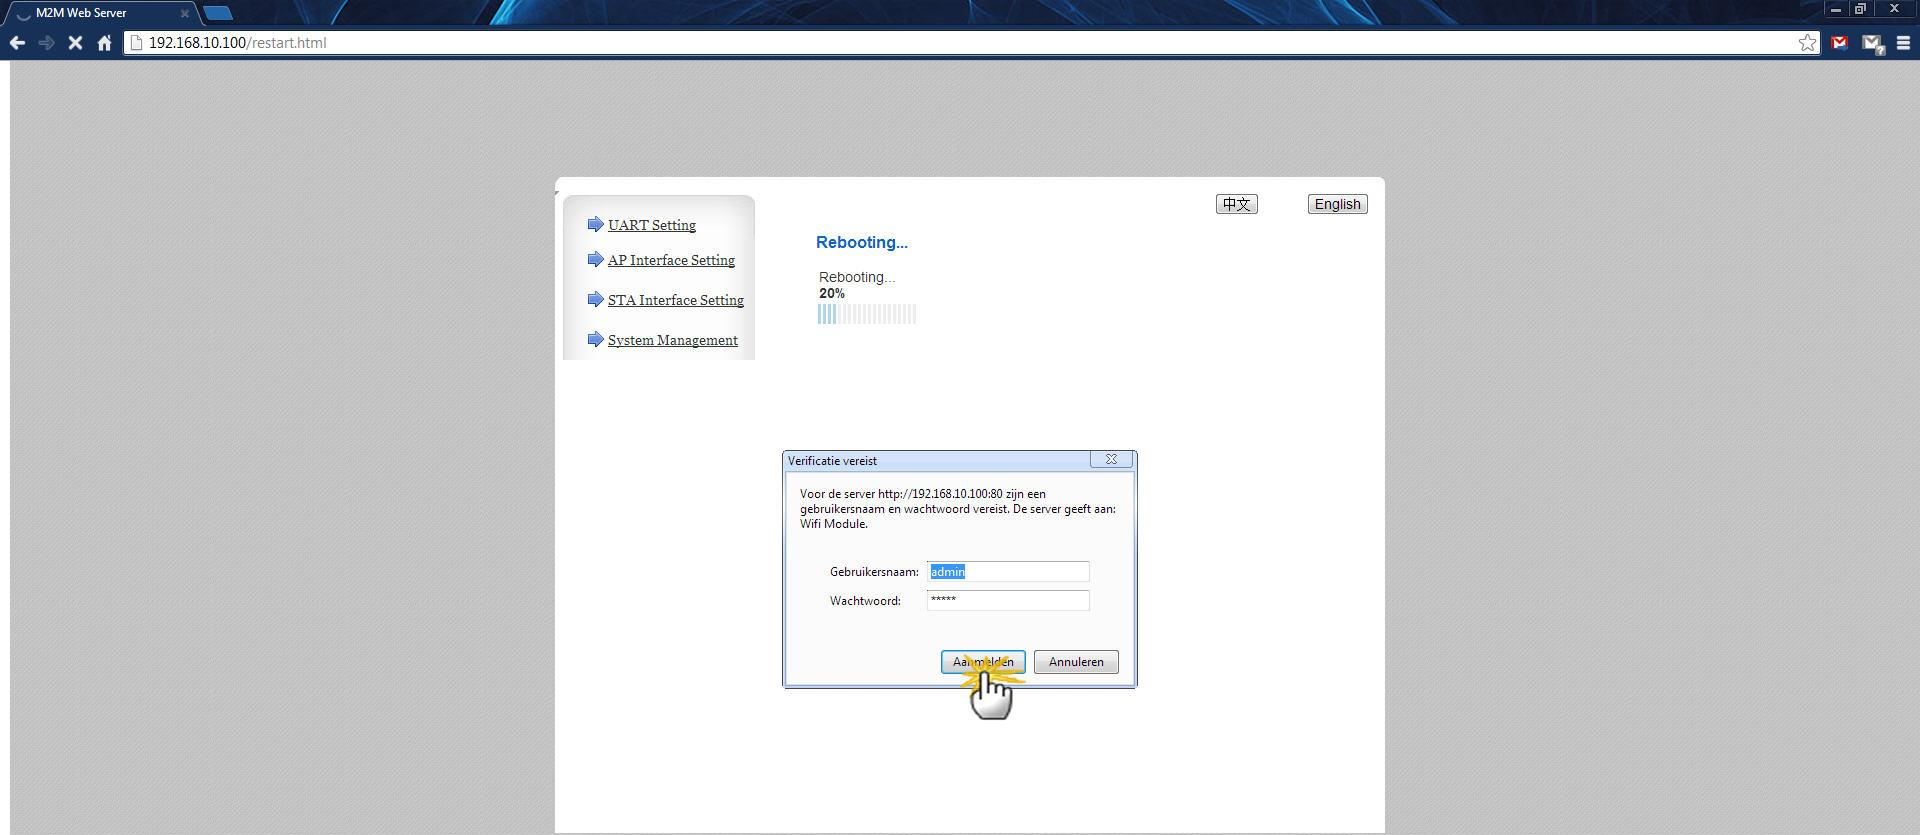 M2M Web Server
192.168.10.100/restart.html
中文
English
UART Setting
AP Interface Setting
STA Interface Setting
System Management
Rebooting...
Rebooting...
20%
Verificatie vereist
Voor de server http://192.168.10.100:80 zijn een
gebruikersnaam en wachtwoord vereist. De server geeft aan:
Wifi Module.
Gebruikersnaam: admin
Wachtwoord: *****
Aanmelden
Annuleren